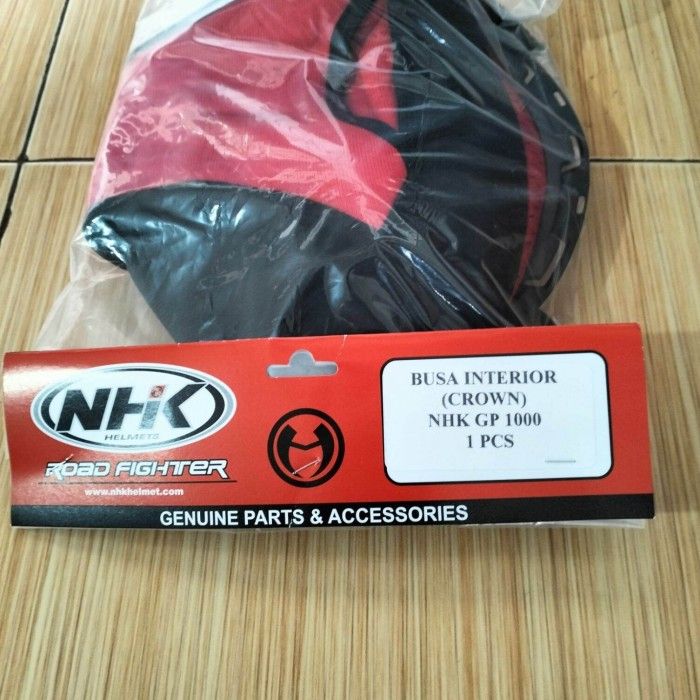 NHK
HELMETS
ROAD FIGHTER
www.nhkhelmet.com
BUSA INTERIOR
(CROWN)
NHK GP 1000
1 PCS
GENUINE PARTS & ACCESSORIES